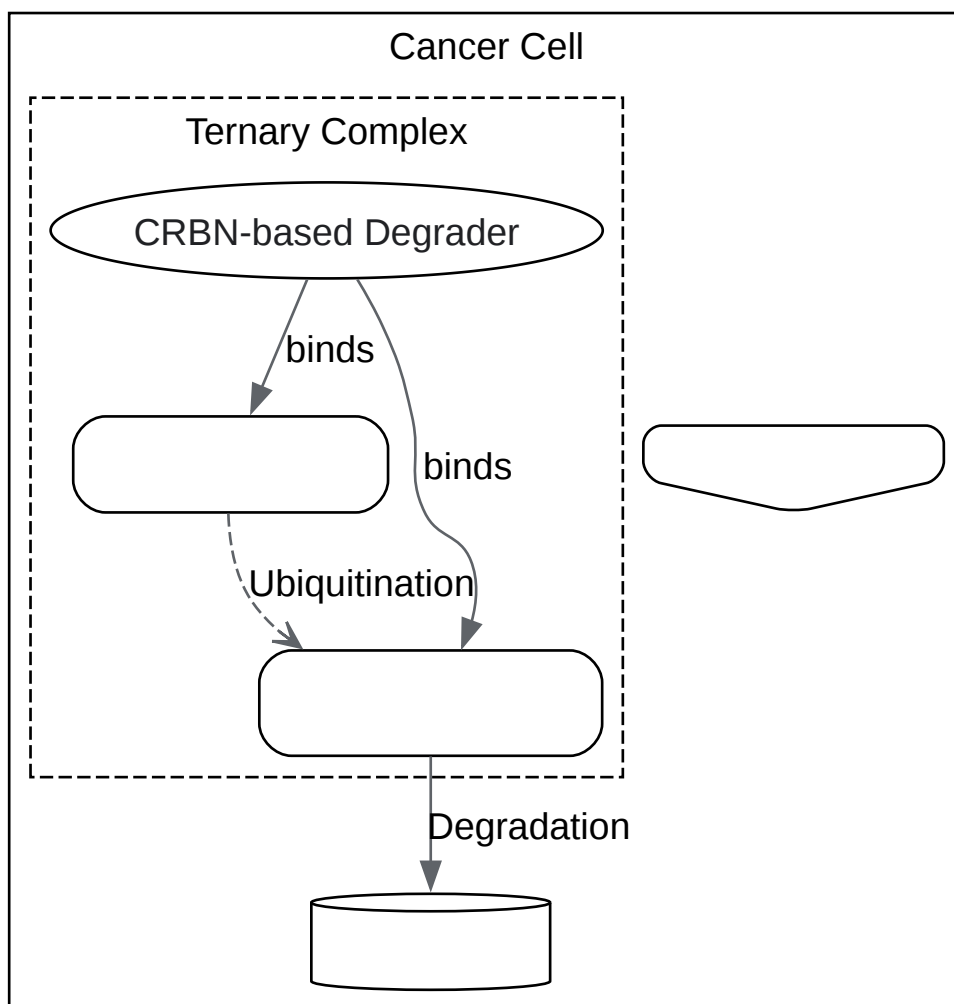 Cancer Cell
Ternary Complex
CRBN-based Degrader
binds
binds
Ubiquitination
Degradation